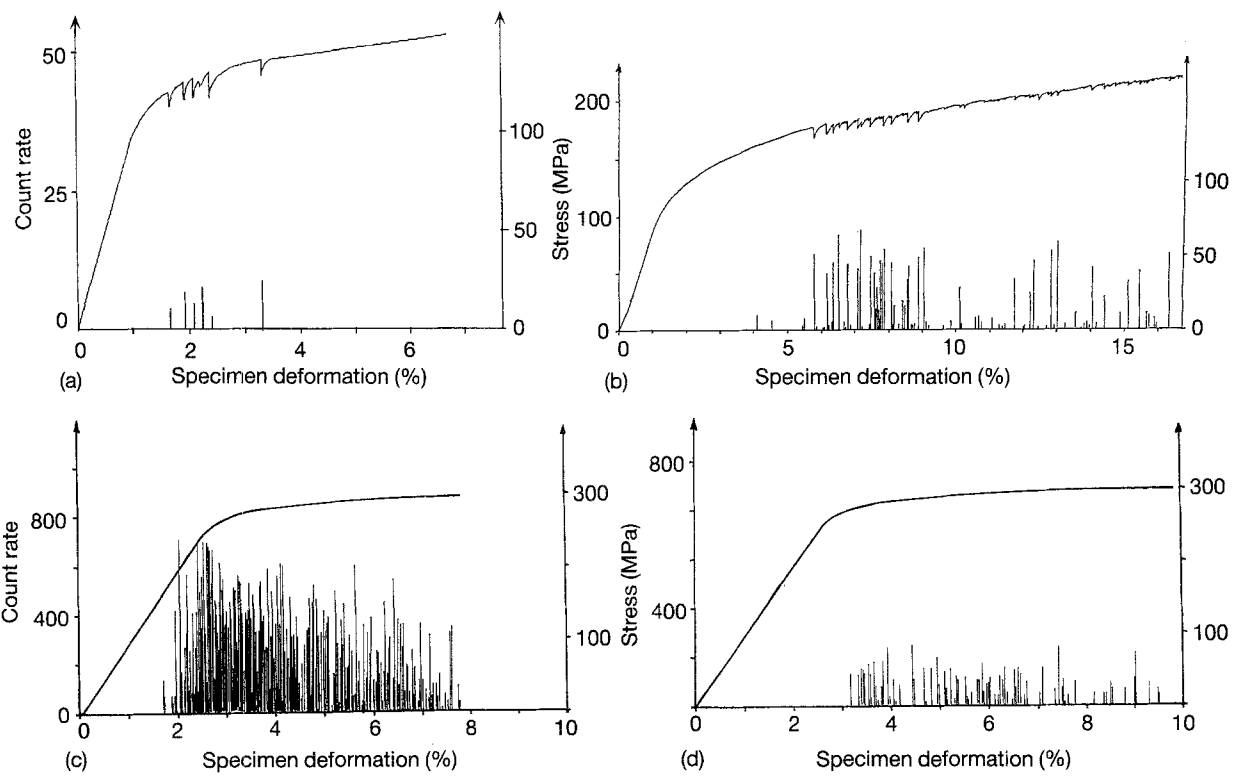 50
25
0
Count rate
100
50
0
Stress (MPa)
0 2 4 6
(a) Specimen deformation (%)
200
100
0
100
50
0
0 5 10 15
(b) Specimen deformation (%)
800
400
0
Count rate
300
100
Stress (MPa)
0 2 4 6 8 10
(c) Specimen deformation (%)
800
400
300
100
0 2 4 6 8 10
(d) Specimen deformation (%)